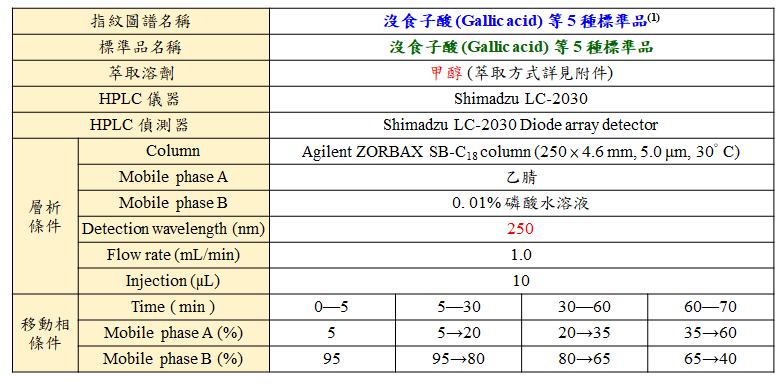 指紋圖譜名稱 沒食子酸 (Gallic acid) 等 5 種標準品(1)
標準品名稱 沒食子酸 (Gallic acid) 等 5 種標準品
萃取溶劑 甲醇 (萃取方式詳見附件)
HPLC 儀器 Shimadzu LC-2030
HPLC 偵測器 Shimadzu LC-2030 Diode array detector
層析條件
Column Agilent ZORBAX SB-C18 column (250 x 4.6 mm, 5.0 μm, 30° C)
Mobile phase A 乙腈
Mobile phase B 0. 01% 磷酸水溶液
Detection wavelength (nm) 250
Flow rate (mL/min) 1.0
Injection (μL) 10
移動相條件
Time ( min ) 0—5 5—30 30—60 60—70
Mobile phase A (%) 5 5→20 20→35 35→60
Mobile phase B (%) 95 95→80 80→65 65→40